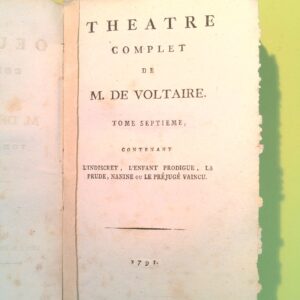 THEATRE
COMPLET
DE
M. DE VOLTAIRE.
TOME SEPTIEME,
CONTENANT
L'INDISCRET, L'ENFANT PRODIGUE, LA
PRUDE, NANINE OU LE PRÉJUGÉ VAINCU.
1791.